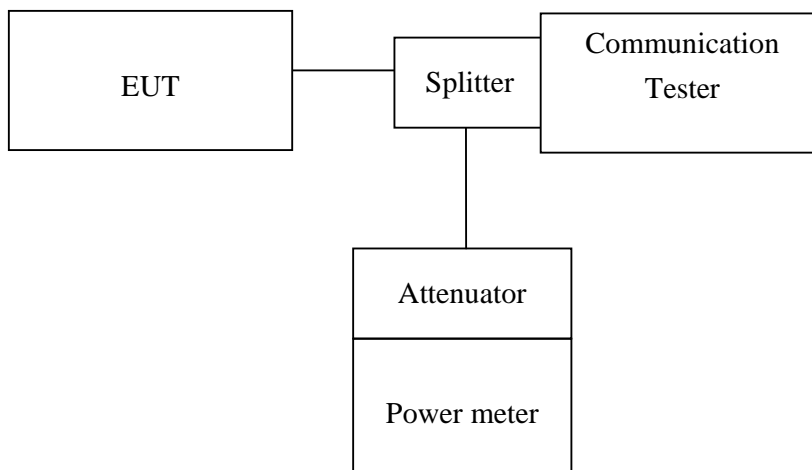 EUT
Splitter
Communication
Tester
Attenuator
Power meter